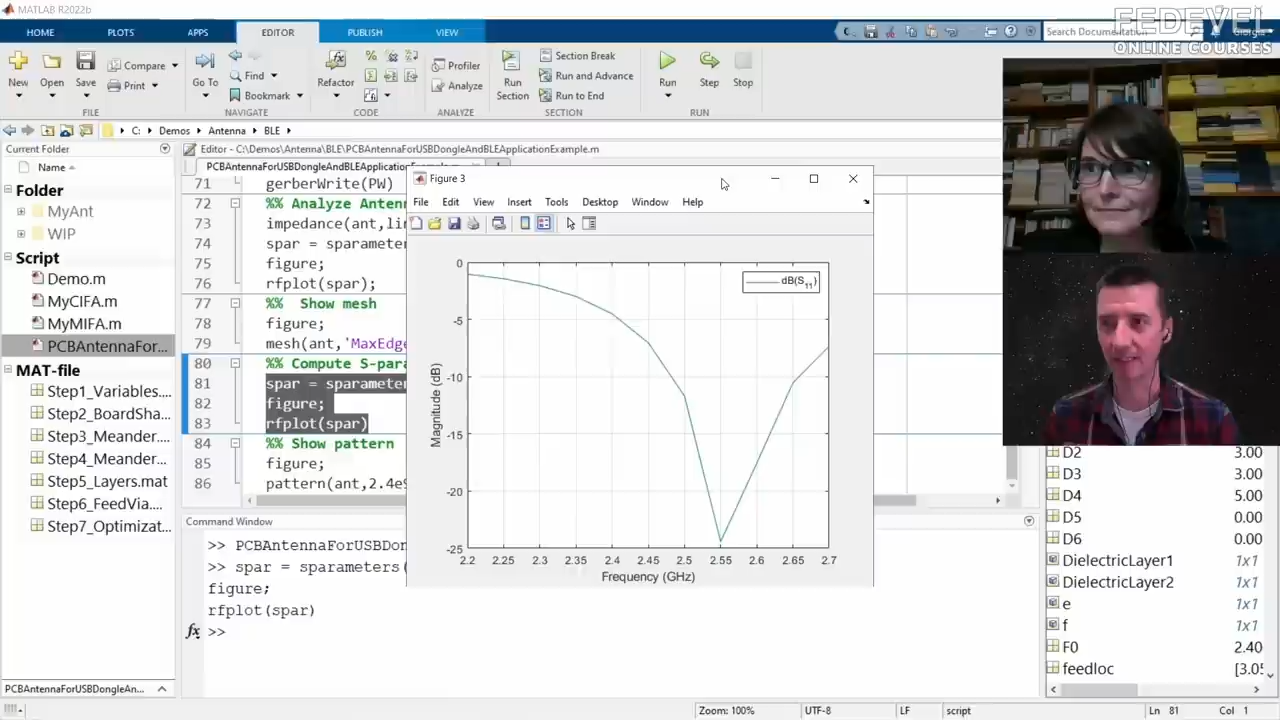 MATLAB R2022b
FEDEVEL
ONLINE COURSES
HOME PLOTS APPS EDITOR PUBLISH VIEW
Search Documentation
New Open Save Compare Print
FILE
Go To Find Bookmark
NAVIGATE
Refactor
CODE
Profiler Analyze
ANALYZE
Run Section Section Break Run and Advance Run to End
SECTION
Run Step Stop
RUN
C: Demos Antenna BLE
Current Folder
Name
Folder
MyAnt
WIP
Script
Demo.m
MyCIFA.m
MyMIFA.m
PCBAntennaFor...
MAT-file
Step1_Variables....
Step2_BoardSha...
Step3_Meander...
Step4_Meander...
Step5_Layers.mat
Step6_FeedVia....
Step7_Optimizat...
PCBAntennaForUSBDongleAn...
Editor - C:\Demos\Antenna\BLE\PCBAntennaForUSBDongleAndBLEApplicationExample.m
PCBAntennaForUSBDongleAndBLEApplicationExample.m
71 gerberWrite(PW)
72 %% Analyze Anten
73 impedance(ant,lin
74 spar = sparameter
75 figure;
76 rfplot(spar);
77 %% Show mesh
78 figure;
79 mesh(ant,'MaxEdge
80 %% Compute S-para
81 spar = sparameter
82 figure;
83 rfplot(spar)
84 %% Show pattern
85 figure;
86 pattern(ant,2.4e9
Figure 3
File Edit View Insert Tools Desktop Window Help
dB(S11)
0
-5
-10
-15
-20
-25
Magnitude (dB)
2.2 2.25 2.3 2.35 2.4 2.45 2.5 2.55 2.6 2.65 2.7
Frequency (GHz)
Command Window
>> PCBAntennaForUSBDon
>> spar = sparameters(
figure;
rfplot(spar)
fx >>
D2 3.00
D3 3.00
D4 5.00
D5 0.00
D6 0.00
DielectricLayer1 1x1
DielectricLayer2 1x1
e 1x1
f 1x1
F0 2.40
feedloc [3.05
Zoom: 100% UTF-8 LF script Ln 81 Col 1